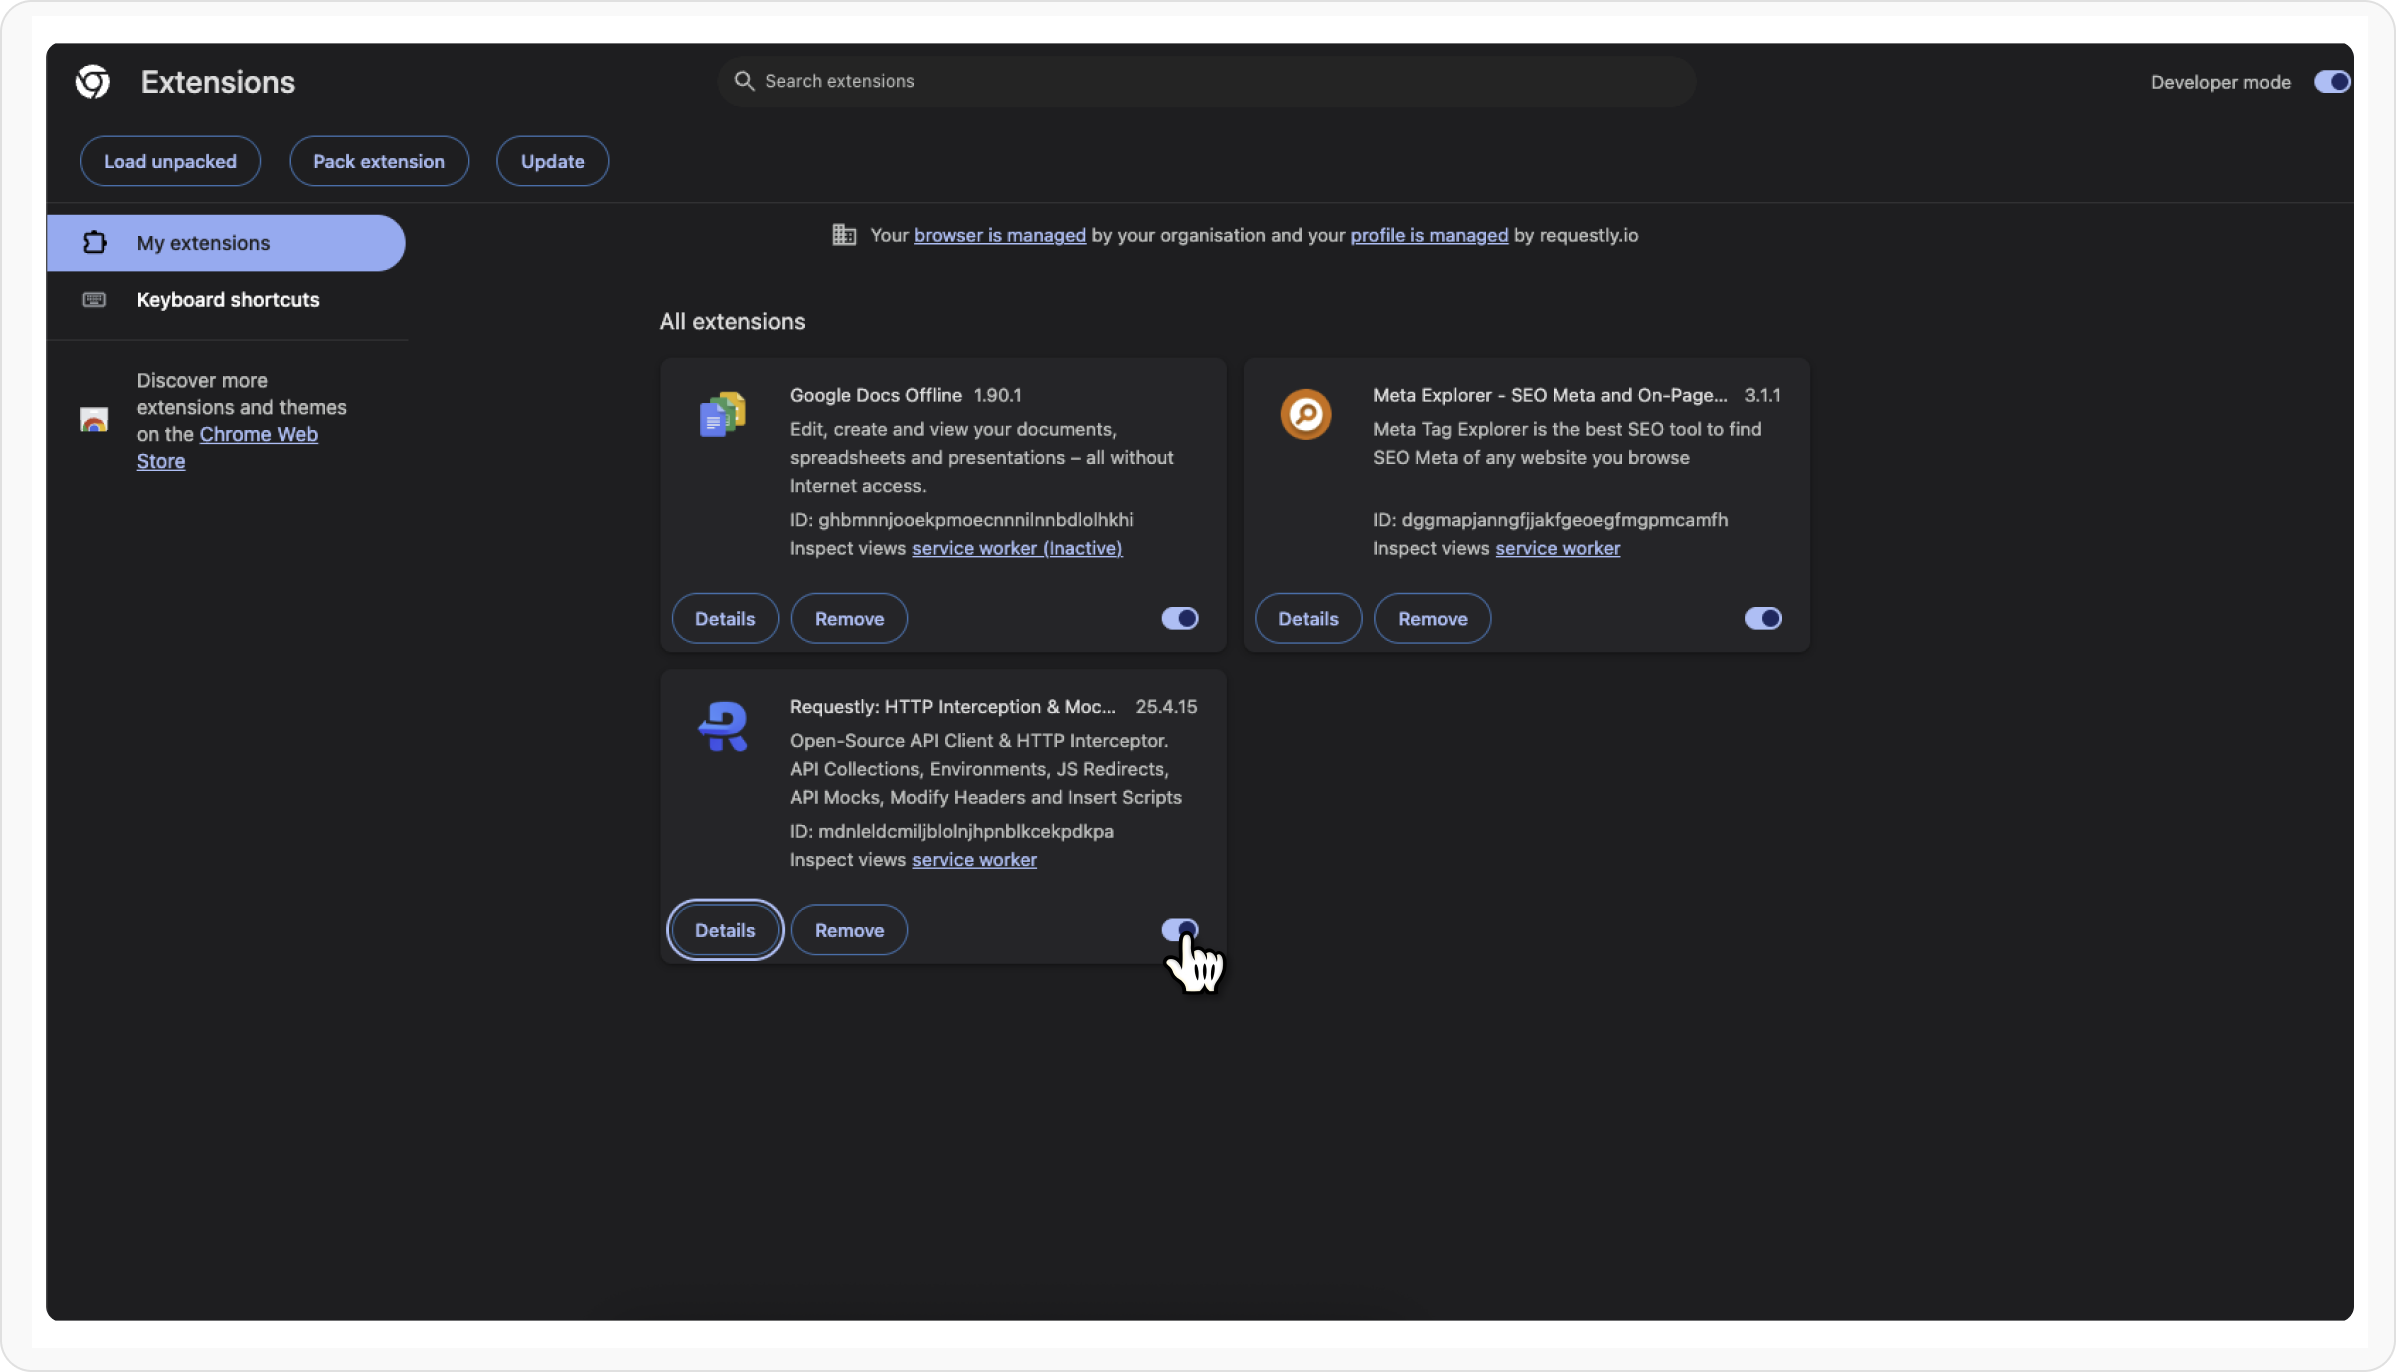 Extensions
Search extensions
Developer mode
Load unpacked
Pack extension
Update
My extensions
Keyboard shortcuts
Discover more
extensions and themes
on the Chrome Web
Store
Your browser is managed by your organisation and your profile is managed by requestly.io
All extensions
Google Docs Offline 1.90.1
Edit, create and view your documents,
spreadsheets and presentations – all without
Internet access.
ID: ghbmnnjooekpmoecnnnilnnbdlolhkhi
Inspect views service worker (Inactive)
Details
Remove
Meta Explorer - SEO Meta and On-Page... 3.1.1
Meta Tag Explorer is the best SEO tool to find
SEO Meta of any website you browse
ID: dggmapjanngfjjakfgeoegfmgpmcamfh
Inspect views service worker
Details
Remove
Requestly: HTTP Interception & Moc... 25.4.15
Open-Source API Client & HTTP Interceptor.
API Collections, Environments, JS Redirects,
API Mocks, Modify Headers and Insert Scripts
ID: mdnleldcmiljblolnjhpnblkcekpdkpa
Inspect views service worker
Details
Remove